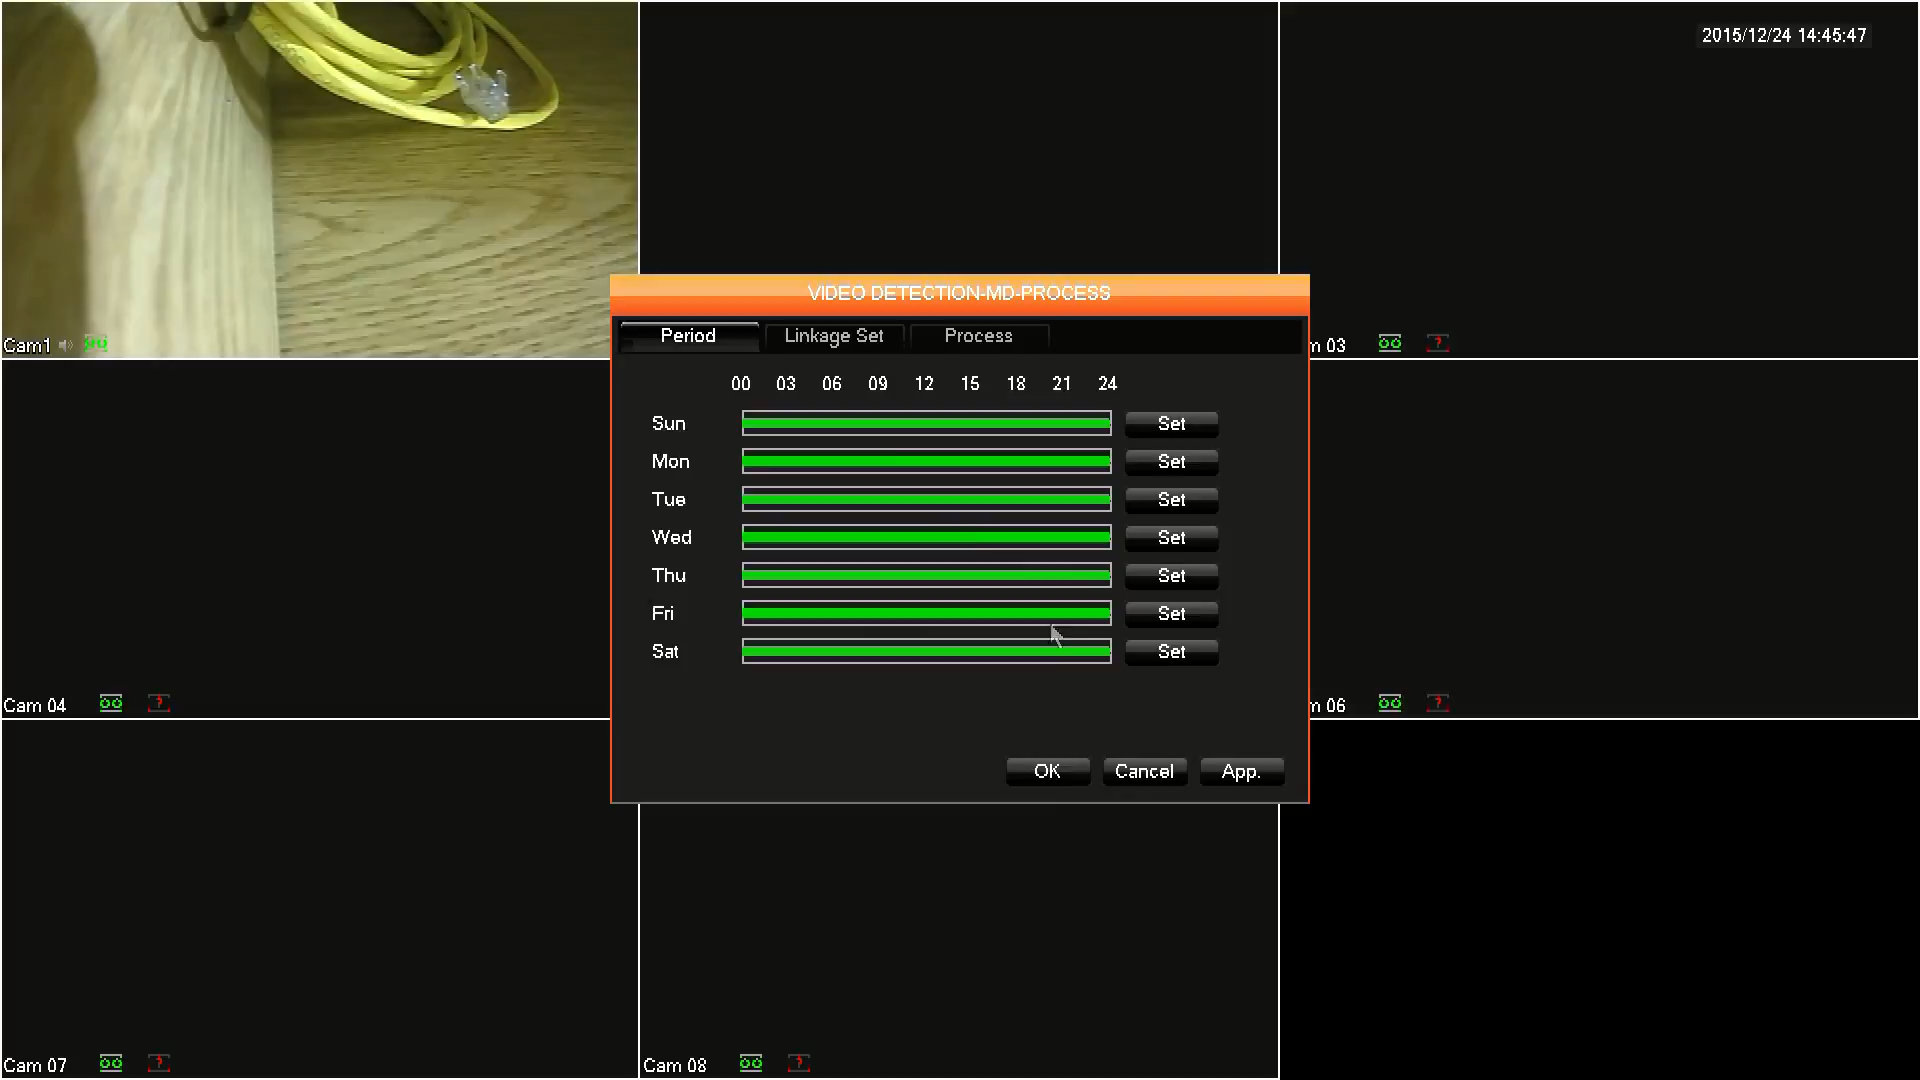 2015/12/24 14:45:47
VIDEO DETECTION-MD-PROCESS
Period Linkage Set Process
00 03 06 09 12 15 18 21 24
Sun Set
Mon Set
Tue Set
Wed Set
Thu Set
Fri Set
Sat Set
OK Cancel App.
Cam1
m 03
Cam 04
m 06
Cam 07
Cam 08